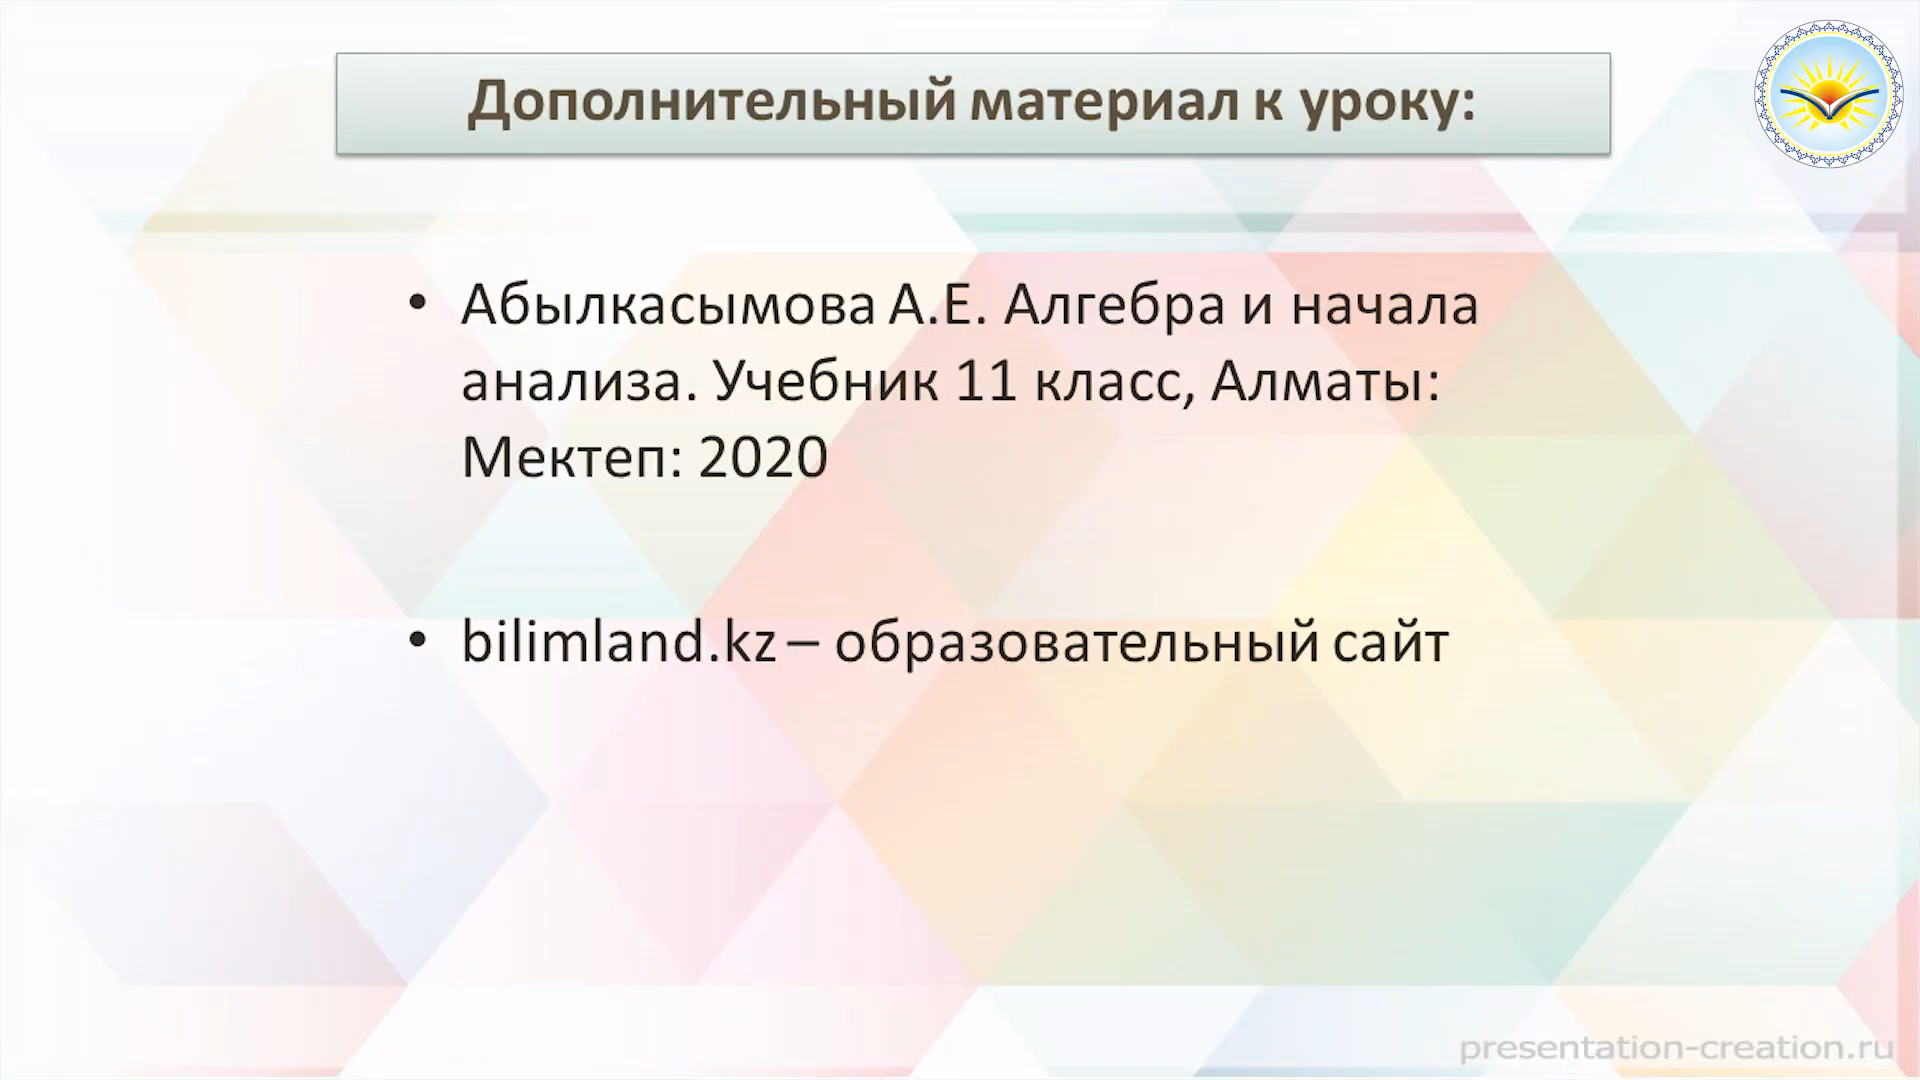 Дополнительный материал к уроку:
• Абылкасымова А.Е. Алгебра и начала
анализа. Учебник 11 класс, Алматы:
Мектеп: 2020
• bilimland.kz – образовательный сайт
presentation-creation.ru